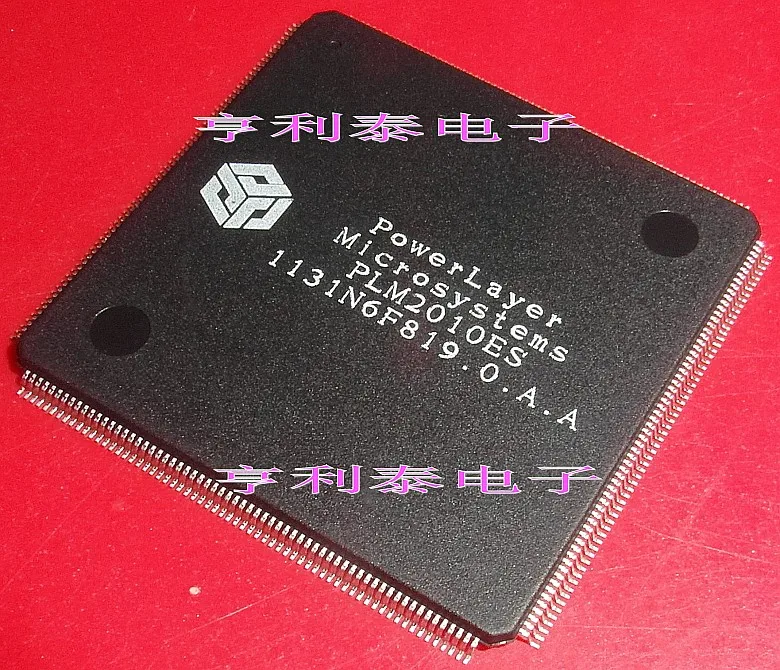 亨利泰电子
PowerLayer
Microsystems
PLM2010ES
1131N6F819.0.A.A
亨利泰电子